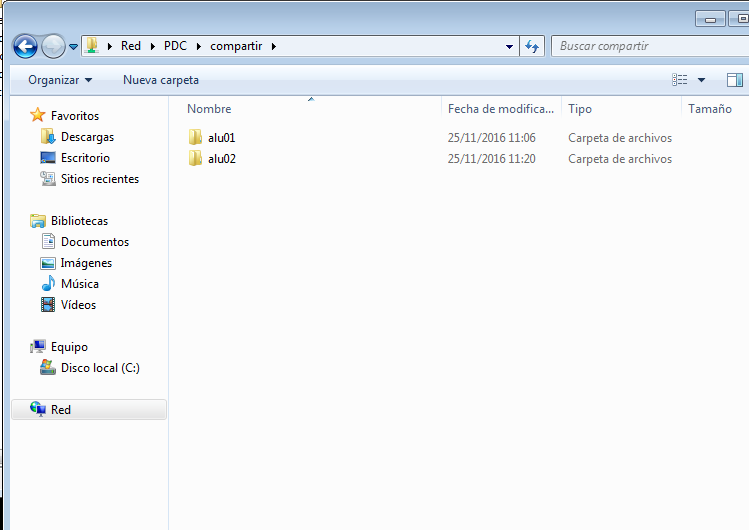 Red PDC compartir Buscar compartir
Organizar Nueva carpeta
Nombre Fecha de modifica... Tipo Tamaño
Favoritos
Descargas
Escritorio
Sitios recientes
Bibliotecas
Documentos
Imágenes
Música
Vídeos
Equipo
Disco local (C:)
Red
alu01 25/11/2016 11:06 Carpeta de archivos
alu02 25/11/2016 11:20 Carpeta de archivos